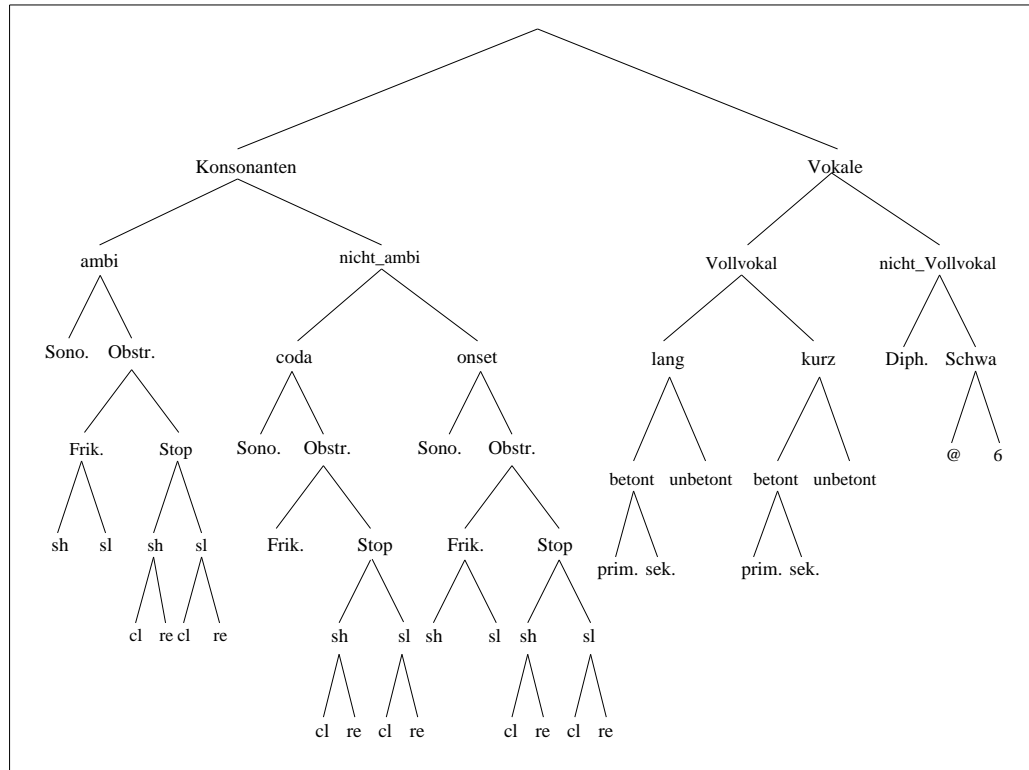 Konsonanten Vokale
ambi nicht_ambi Vollvokal nicht_Vollvokal
Sono. Obstr. coda onset lang kurz Diph. Schwa
Frik. Stop Sono. Obstr. Sono. Obstr. @ 6
betont unbetont betont unbetont
sh sl sh sl Frik. Stop Frik. Stop
prim. sek. prim. sek.
cl re cl re sh sl sh sl sh sl
cl re cl re cl re cl re